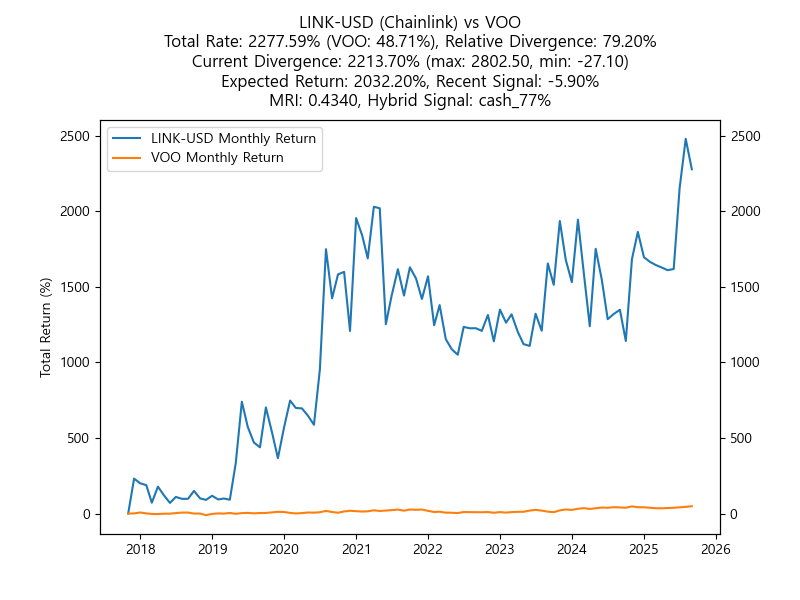 LINK-USD (Chainlink) vs VOO
Total Rate: 2277.59% (VOO: 48.71%), Relative Divergence: 79.20%
Current Divergence: 2213.70% (max: 2802.50, min: -27.10)
Expected Return: 2032.20%, Recent Signal: -5.90%
MRI: 0.4340, Hybrid Signal: cash_77%
LINK-USD Monthly Return
VOO Monthly Return
Total Return (%)
2500 2500
2000 2000
1500 1500
1000 1000
500 500
0 0
2018 2019 2020 2021 2022 2023 2024 2025 2026